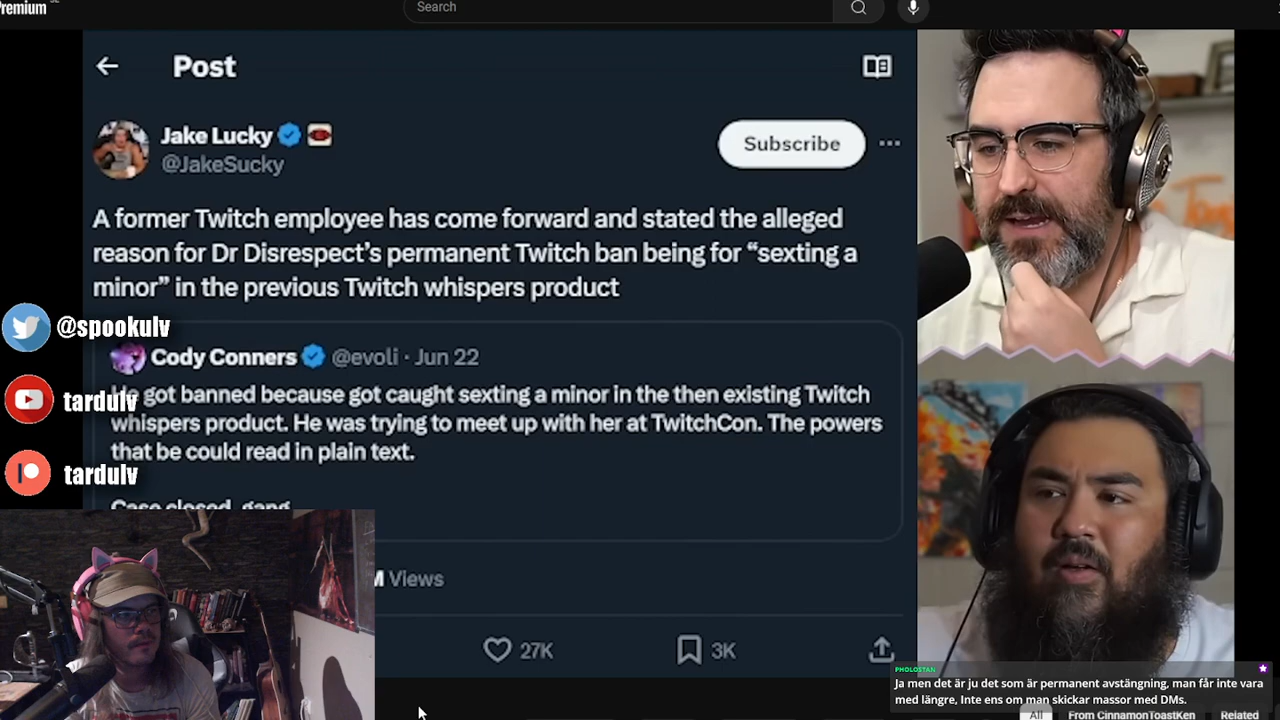 Premium
SE
Search
Post
Jake Lucky
@JakeSucky
Subscribe
A former Twitch employee has come forward and stated the alleged
reason for Dr Disrespect’s permanent Twitch ban being for “sexting a
minor” in the previous Twitch whispers product
Cody Conners @evoli · Jun 22
He got banned because got caught sexting a minor in the then existing Twitch
whispers product. He was trying to meet up with her at TwitchCon. The powers
that be could read in plain text.
Case closed, gang
M Views
27K
3K
@spookulv
tardulv
tardulv
PHOLOSTAN
Ja men det är ju det som är permanent avstängning, man får inte vara
med längre, Inte ens om man skickar massor med DMs.
All
From CinnamonToastKen
Related